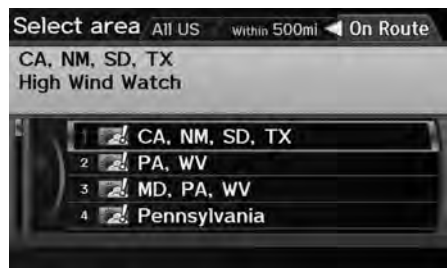 Select area All US Within 500mi On Route
CA, NM, SD, TX
High Wind Watch
1 CA, NM, SD, TX
2 PA, WV
3 MD, PA, WV
4 Pennsylvania